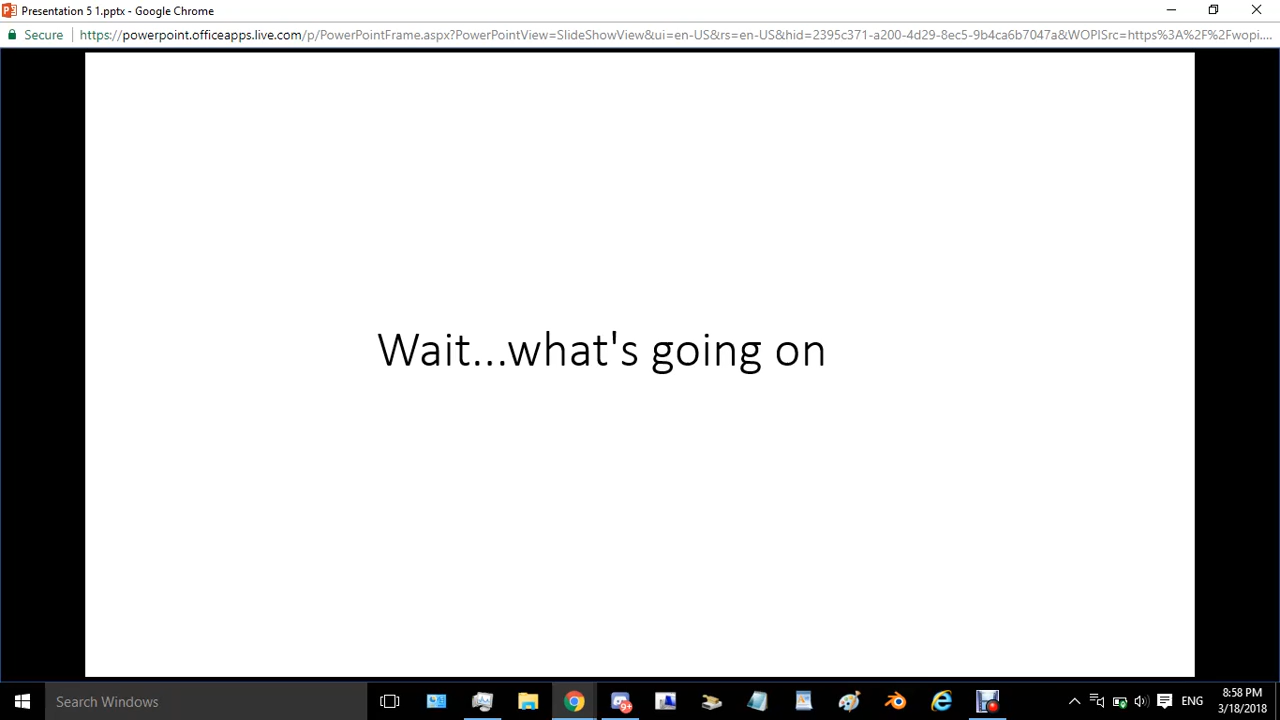 Presentation 5 1.pptx - Google Chrome
Secure https://powerpoint.officeapps.live.com/p/PowerPointFrame.aspx?PowerPointView=SlideShowView&ui=en-US&rs=en-US&hid=2395c371-a200-4d29-8ec5-9b4ca6b7047a&WOPISrc=https%3A%2F%2Fwopi....
Wait...what's going on
Search Windows
ENG
8:58 PM
3/18/2018